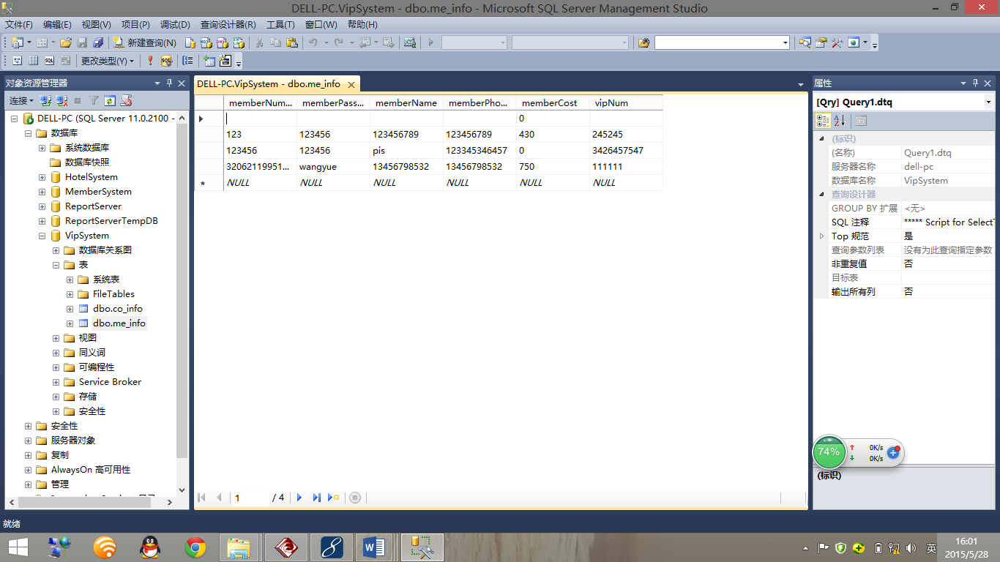 DELL-PC.VipSystem - dbo.me_info - Microsoft SQL Server Management Studio
文件(F) 编辑(E) 视图(V) 项目(P) 调试(D) 查询设计器(R) 工具(T) 窗口(W) 帮助(H)
新建查询(N)
更改类型(Y)
对象资源管理器
连接
DELL-PC (SQL Server 11.0.2100 -
数据库
系统数据库
数据库快照
HotelSystem
MemberSystem
ReportServer
ReportServerTempDB
VipSystem
数据库关系图
表
系统表
FileTables
dbo.co_info
dbo.me_info
视图
同义词
可编程性
Service Broker
存储
安全性
安全性
服务器对象
复制
AlwaysOn 高可用性
管理
DELL-PC.VipSystem - dbo.me_info
memberNum... memberPass... memberName memberPho... memberCost vipNum
0
123 123456 123456789 123456789 430 245245
123456 123456 pis 123345346457 0 3426457547
32062119951... wangyue 13456798532 13456798532 750 111111
NULL NULL NULL NULL NULL NULL
1 / 4
属性
[Qry] Query1.dtq
(标识)
(名称) Query1.dtq
服务器名称 dell-pc
数据库名称 VipSystem
查询设计器
GROUP BY 扩展 <无>
SQL 注释 ***** Script for SelectT
Top 规范 是
查询参数列表 没有为此查询指定参数
非重复值 否
目标表
输出所有列 否
74% 0K/s
0K/s
(标识)
就绪
英
16:01
2015/5/28